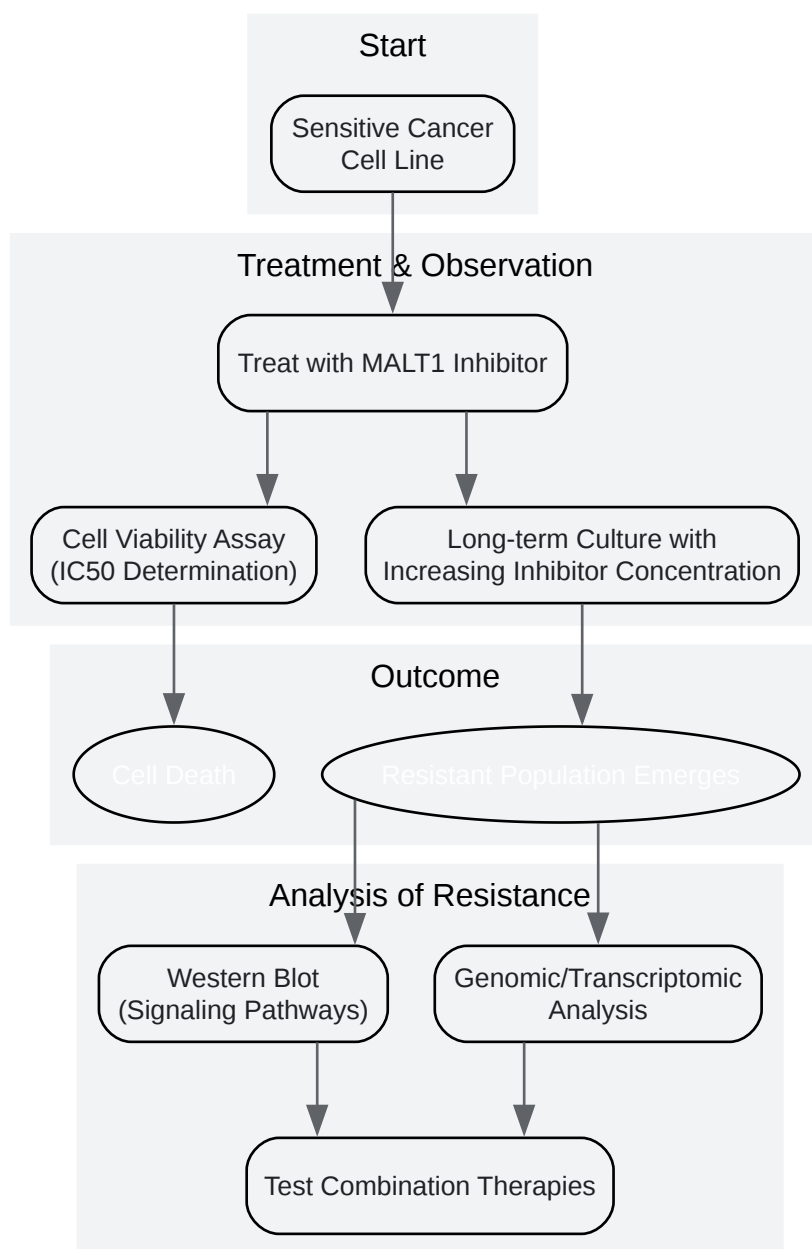 Start
Sensitive Cancer
Cell Line
Treatment & Observation
Treat with MALT1 Inhibitor
Cell Viability Assay
(IC50 Determination)
Long-term Culture with
Increasing Inhibitor Concentration
Outcome
Cell Death
Resistant Population Emerges
Analysis of Resistance
Western Blot
(Signaling Pathways)
Genomic/Transcriptomic
Analysis
Test Combination Therapies